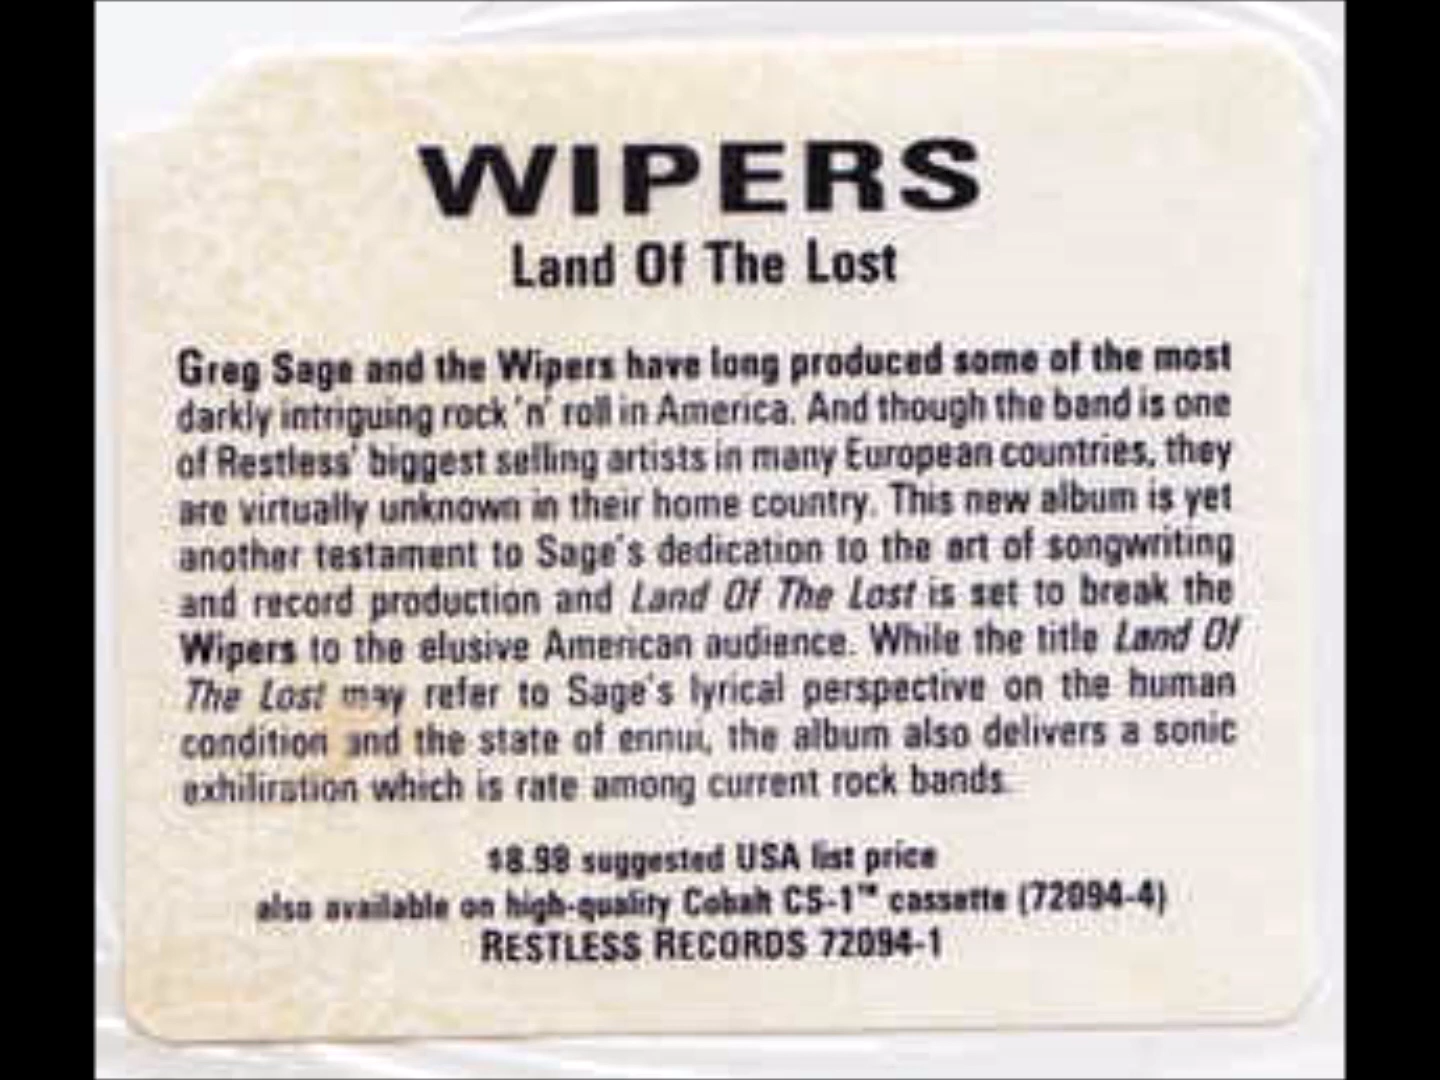 WIPERS
Land Of The Lost
Greg Sage and the Wipers have long produced some of the most
darkly intriguing rock 'n' roll in America. And though the band is one
of Restless' biggest selling artists in many European countries, they
are virtually unknown in their home country. This new album is yet
another testament to Sage's dedication to the art of songwriting
and record production and Land Of The Lost is set to break the
Wipers to the elusive American audience. While the title Land Of
The Lost may refer to Sage's lyrical perspective on the human
condition and the state of ennui, the album also delivers a sonic
exhiliration which is rate among current rock bands.
$8.98 suggested USA list price
also available on high-quality Cobalt CS-1™ cassette (72094-4)
RESTLESS RECORDS 72094-1